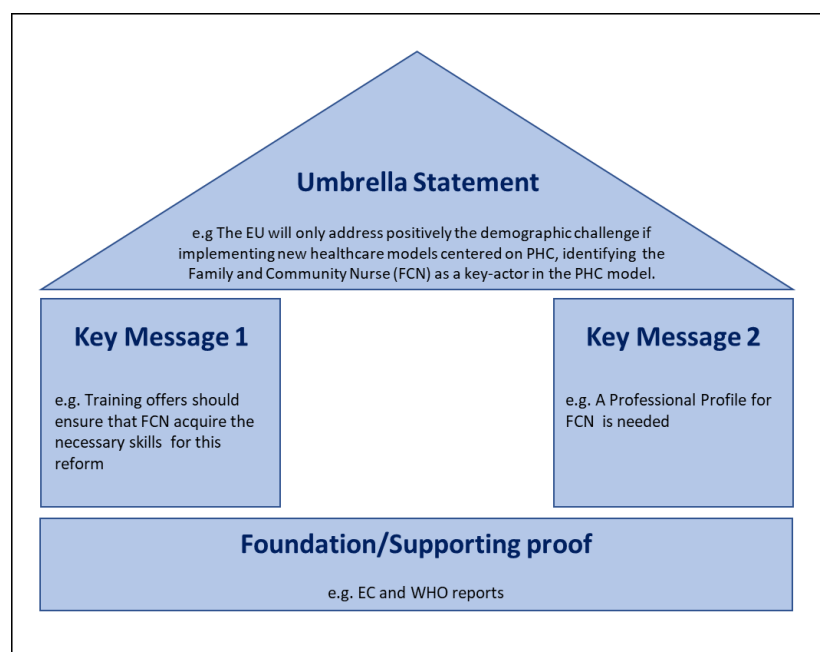 Umbrella Statement
e.g The EU will only address positively the demographic challenge if
implementing new healthcare models centered on PHC, identifying the
Family and Community Nurse (FCN) as a key-actor in the PHC model.
Key Message 1
e.g. Training offers should
ensure that FCN acquire the
necessary skills for this
reform
Key Message 2
e.g. A Professional Profile for
FCN is needed
Foundation/Supporting proof
e.g. EC and WHO reports